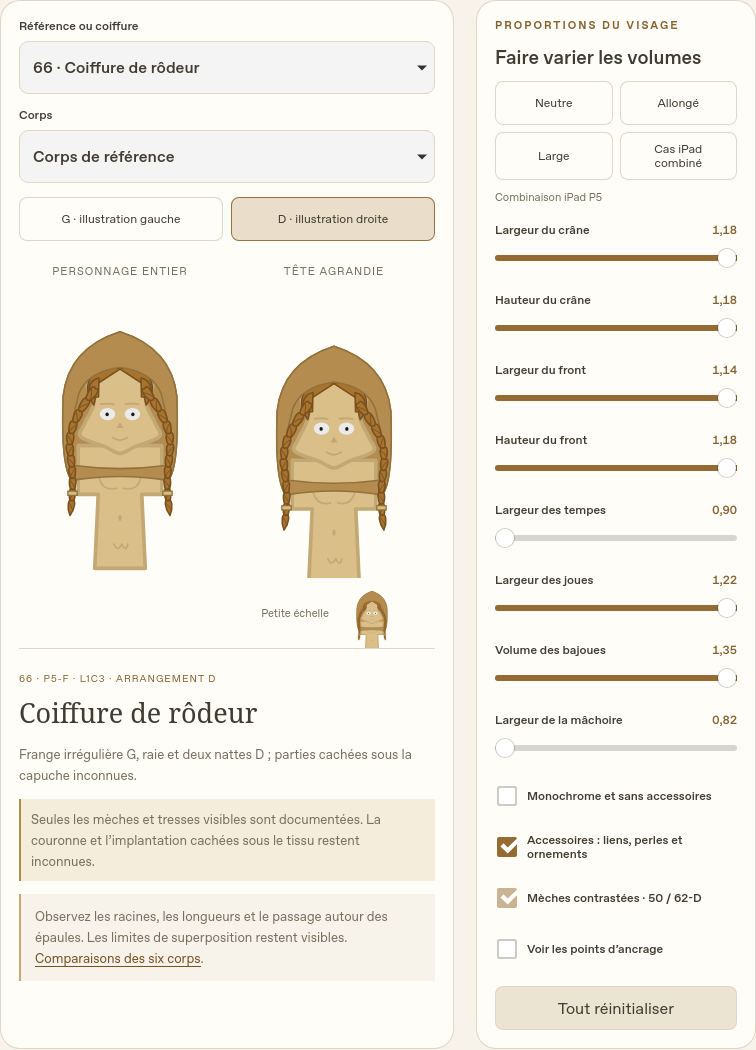 Référence ou coiffure
66 · Coiffure de rôdeur
Corps
Corps de référence
G · illustration gauche
D · illustration droite
PERSONNAGE ENTIER
TÊTE AGRANDIE
Petite échelle
66 · P5-F · L1C3 · ARRANGEMENT D
Coiffure de rôdeur
Frange irrégulière G, raie et deux nattes D ; parties cachées sous la
capuche inconnues.
Seules les mèches et tresses visibles sont documentées. La
couronne et l’implantation cachées sous le tissu restent
inconnues.
Observez les racines, les longueurs et le passage autour des
épaules. Les limites de superposition restent visibles.
Comparaisons des six corps.
PROPORTIONS DU VISAGE
Faire varier les volumes
Neutre
Allongé
Large
Cas iPad
combiné
Combinaison iPad P5
Largeur du crâne 1,18
Hauteur du crâne 1,18
Largeur du front 1,14
Hauteur du front 1,18
Largeur des tempes 0,90
Largeur des joues 1,22
Volume des bajoues 1,35
Largeur de la mâchoire 0,82
Monochrome et sans accessoires
Accessoires : liens, perles et
ornements
Mèches contrastées · 50 / 62-D
Voir les points d’ancrage
Tout réinitialiser